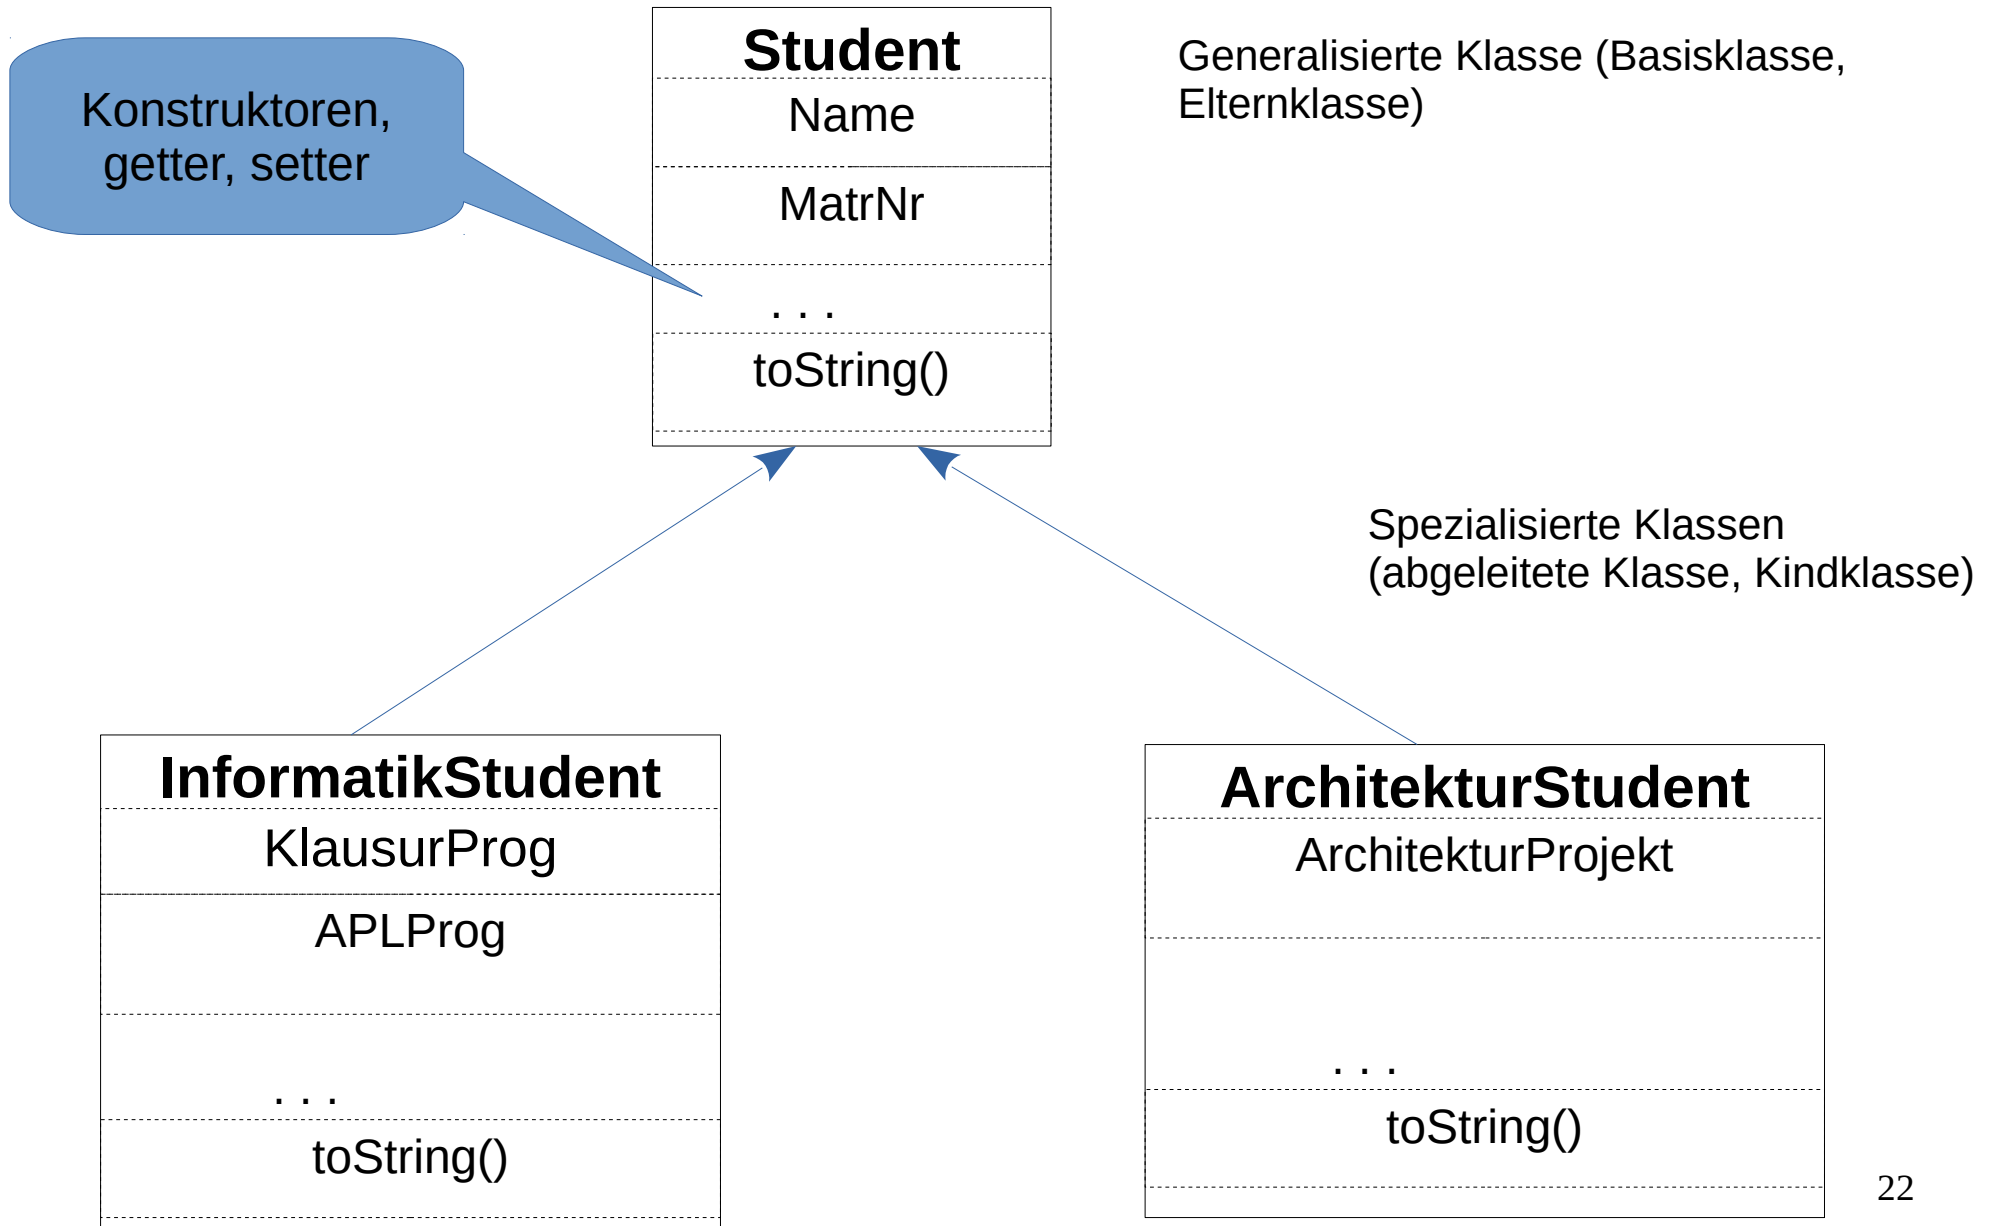 Konstruktoren,
getter, setter
Student
Name
MatrNr
. . .
toString()
Generalisierte Klasse (Basisklasse,
Elternklasse)
Spezialisierte Klassen
(abgeleitete Klasse, Kindklasse)
InformatikStudent
KlausurProg
APLProg
. . .
toString()
ArchitekturStudent
ArchitekturProjekt
. . .
toString()
22